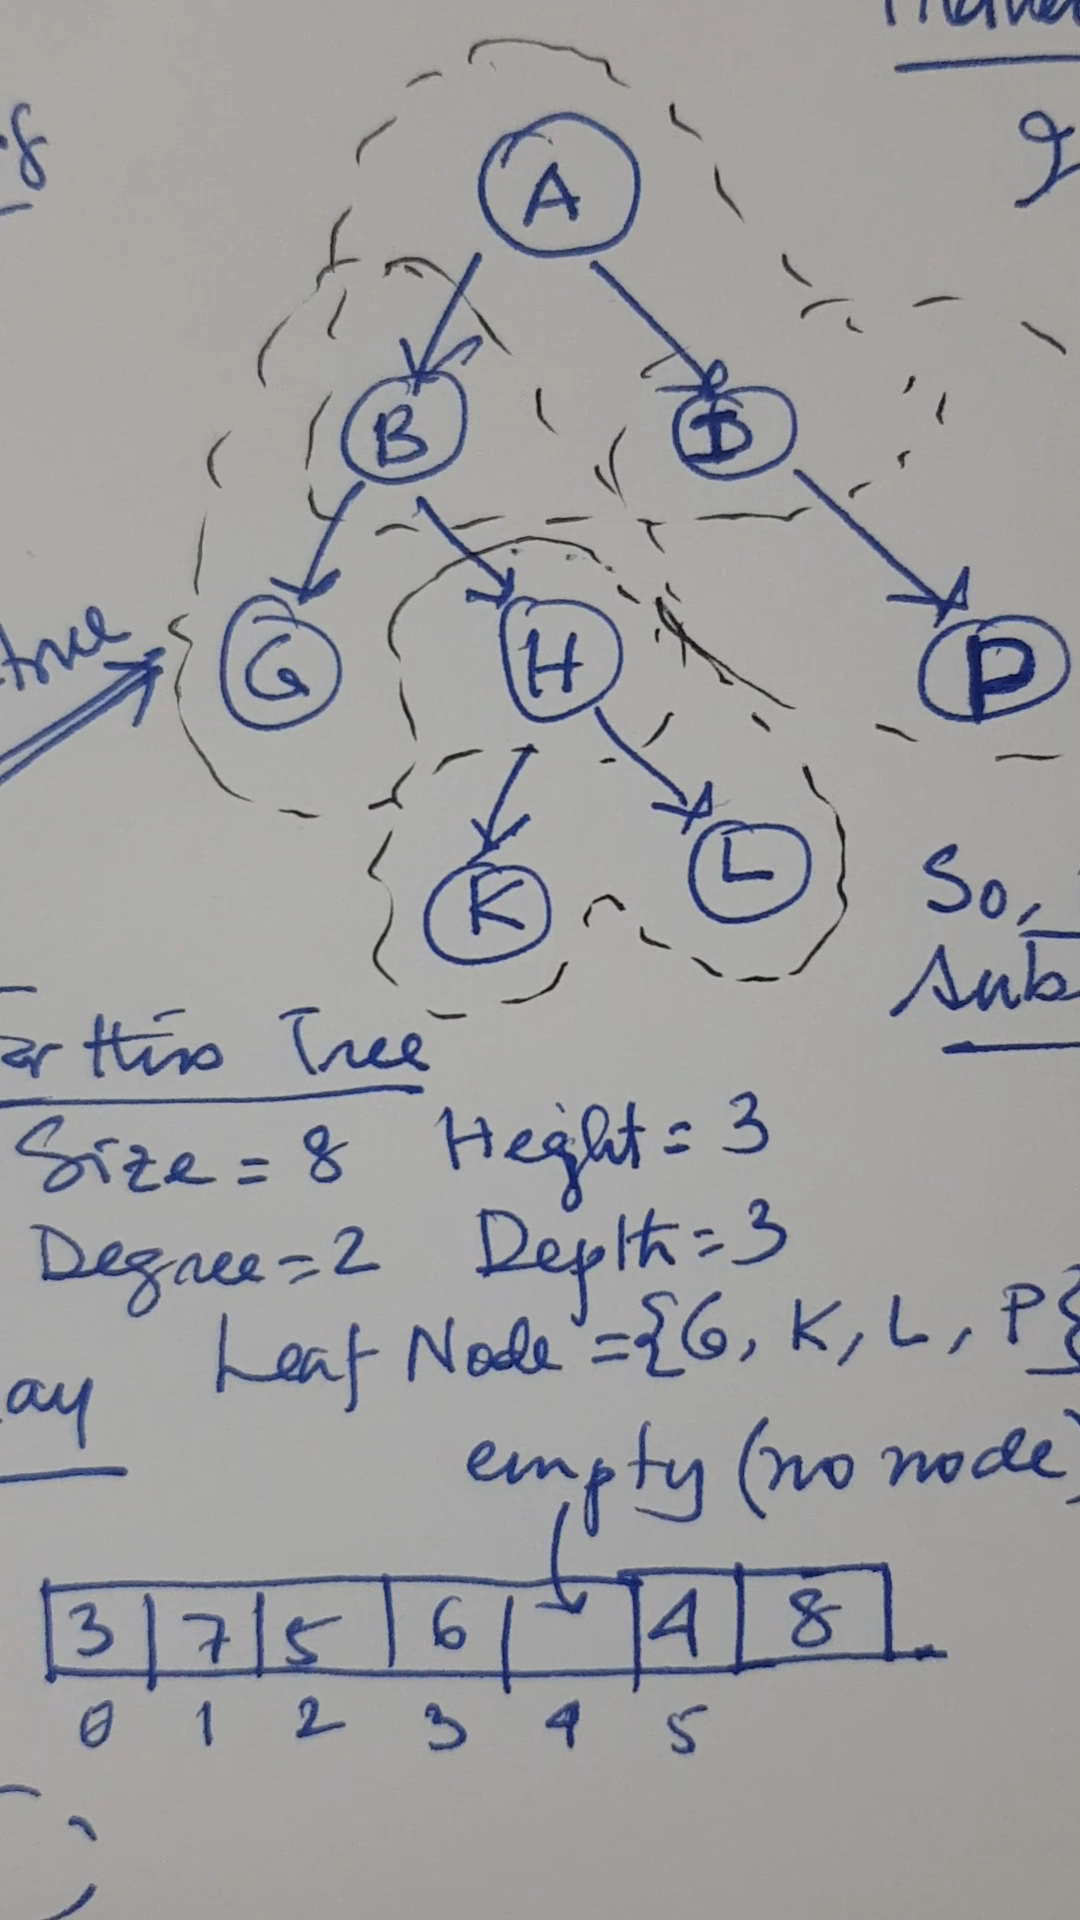 A
B D
G H P
tree
K L
So,
Sub
For this Tree
Size = 8 Height = 3
Degree = 2 Depth = 3
Leaf Node = {G, K, L, P}
ay
empty (no node)
3 7 5 6 4 8
0 1 2 3 4 5